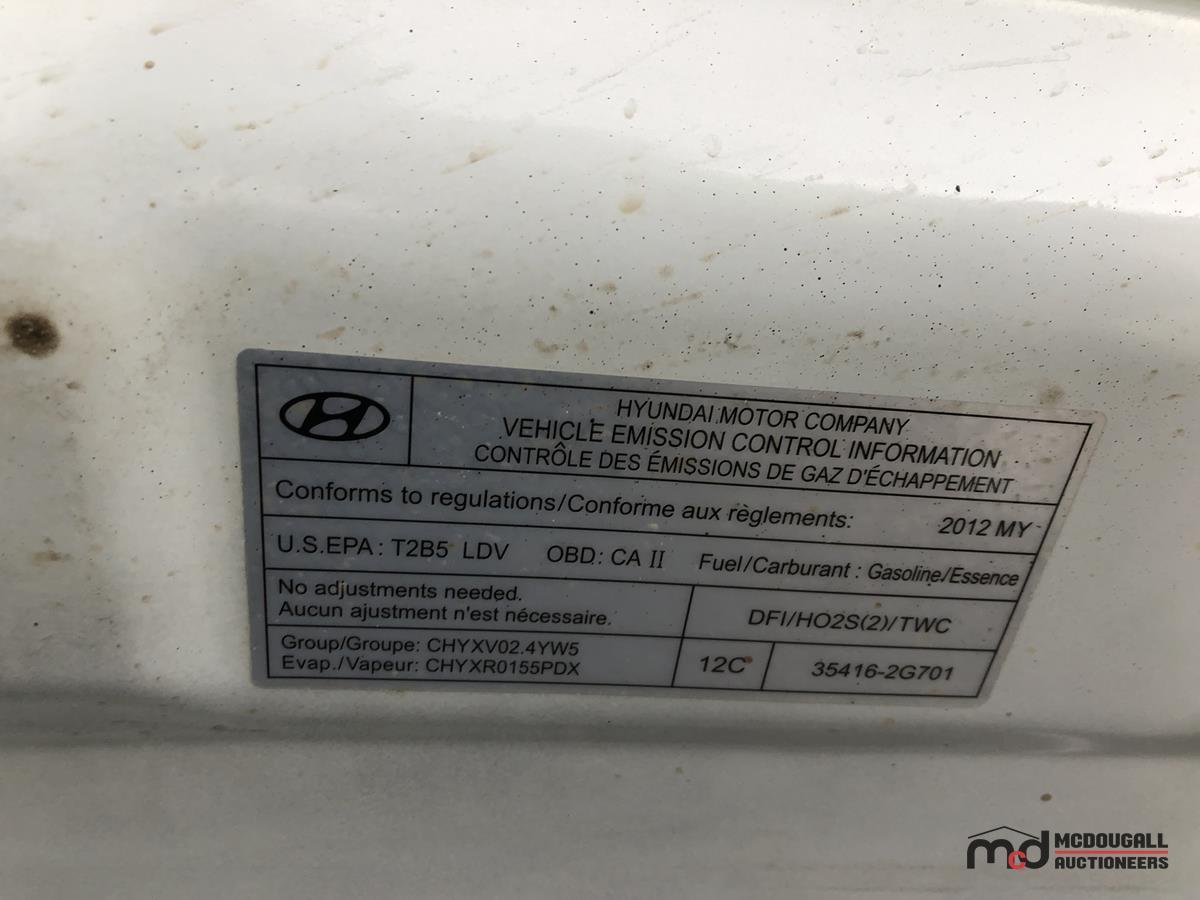 HYUNDAI MOTOR COMPANY
VEHICLE EMISSION CONTROL INFORMATION
CONTRÔLE DES ÉMISSIONS DE GAZ D'ÉCHAPPEMENT
Conforms to regulations/Conforme aux règlements: 2012 MY
U.S.EPA: T2B5 LDV OBD: CA II Fuel/Carburant : Gasoline/Essence
No adjustments needed.
Aucun ajustment n'est nécessaire.
DFI/HO2S(2)/TWC
Group/Groupe: CHYXV02.4YW5
Evap./Vapeur: CHYXR0155PDX
12C
35416-2G701
mcd MCDOUGALL
AUCTIONEERS